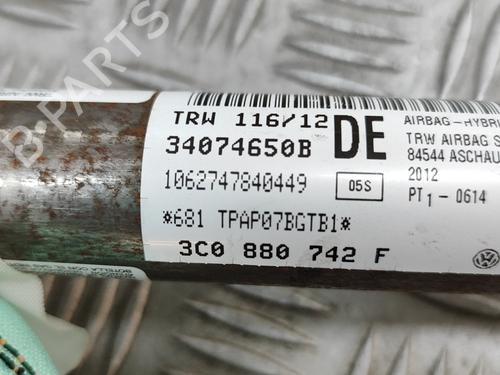 B-PARTS
TRW 116/12
34074650B
DE
1062747840449
05S
*681 TPAP07BGTB1*
3C0 880 742 F
AIRBAG-HYBRI
TRW AIRBAG S
84544 ASCHAU
2012
PT1-0614